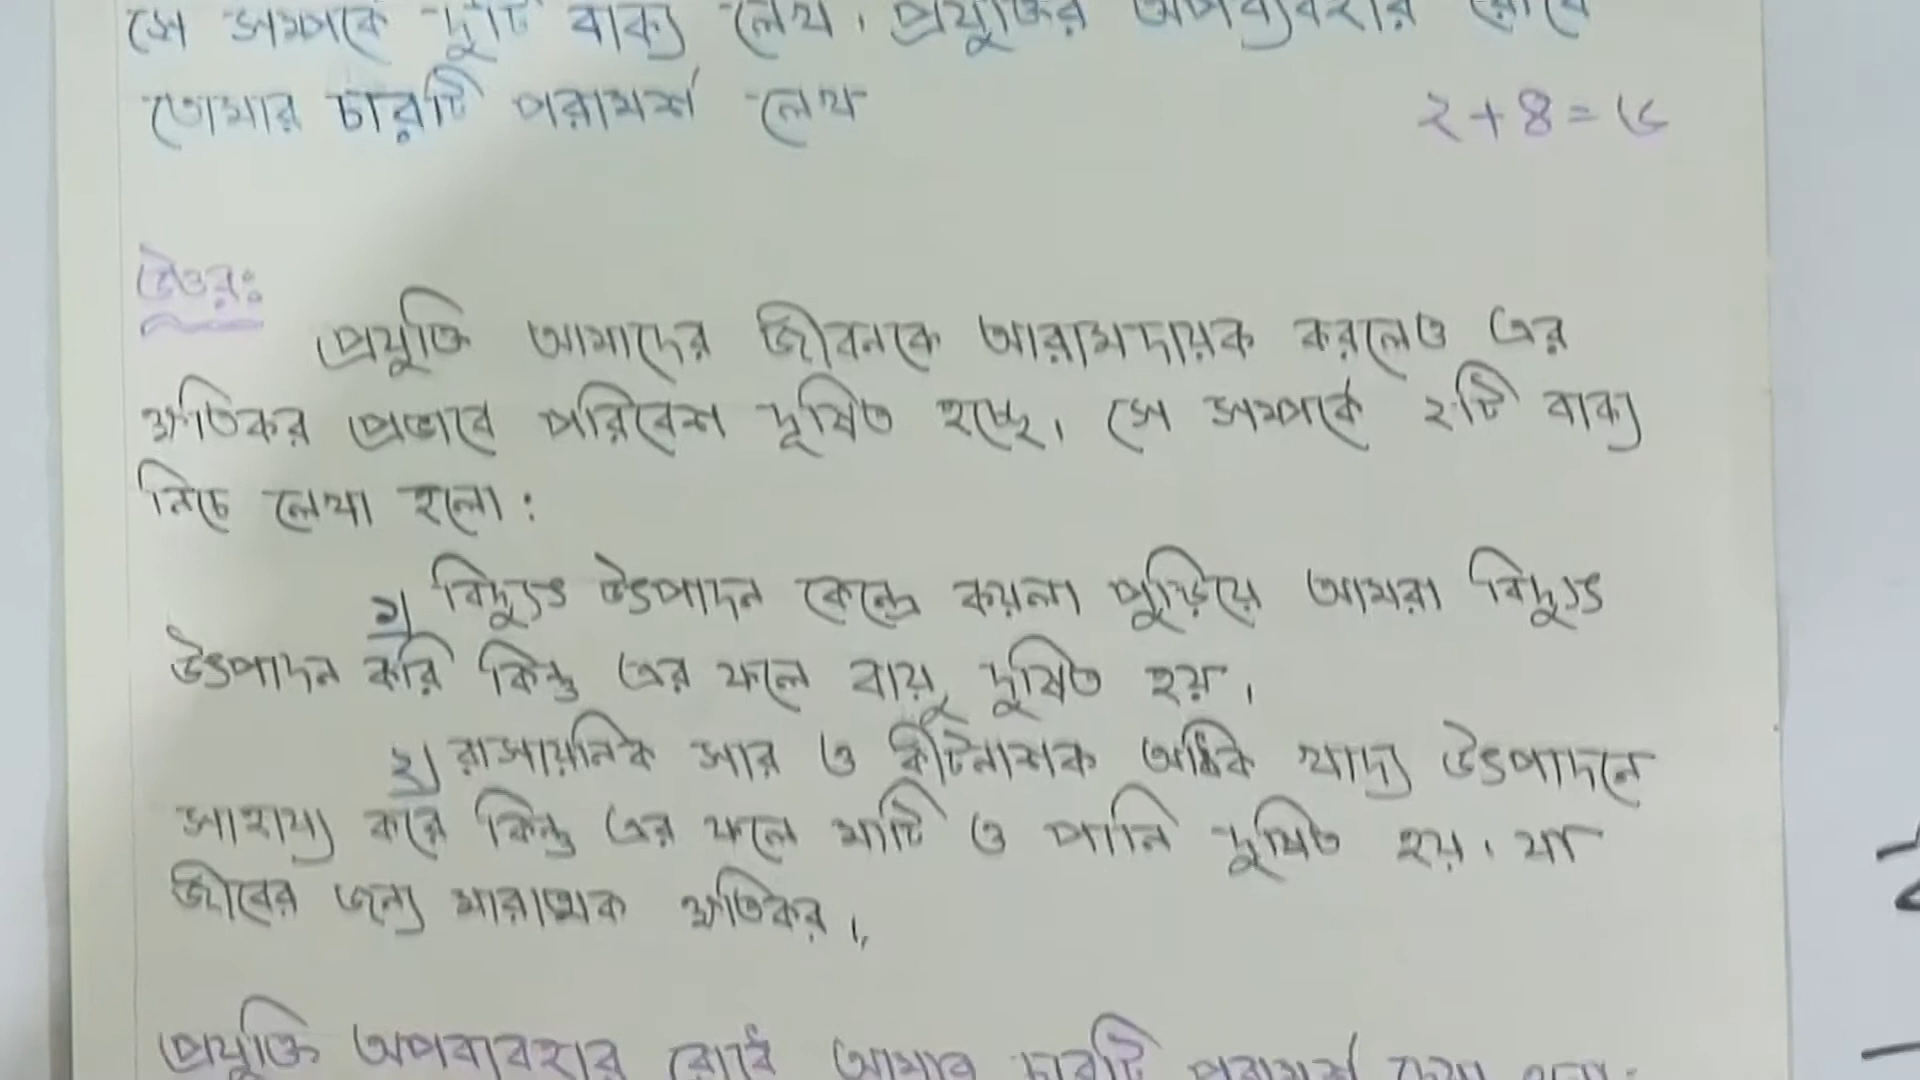 সে সম্পর্কে দুটি বাক্য লেখ। প্রযুক্তির অপব্যবহার রোধে
তোমার চারটি পরামর্শ লেখ
২+৪=৬
উত্তরঃ
প্রযুক্তি আমাদের জীবনকে আরামদায়ক করলেও এর
ক্ষতিকর প্রভাবে পরিবেশ দূষিত হচ্ছে। সে সম্পর্কে ২টি বাক্য
নিচে লেখা হলো:
১) বিদ্যুৎ উৎপাদন কেন্দ্রে কয়লা পুড়িয়ে আমরা বিদ্যুৎ
উৎপাদন করি কিন্তু এর ফলে বায়ু দূষিত হয়।
২) রাসায়নিক সার ও কীটনাশক অধিক খাদ্য উৎপাদনে
সাহায্য করে কিন্তু এর ফলে মাটি ও পানি দূষিত হয়। যা
জীবের জন্য মারাত্মক ক্ষতিকর।
প্রযুক্তি অপব্যবহার রোধে আমার চারটি পরামর্শ